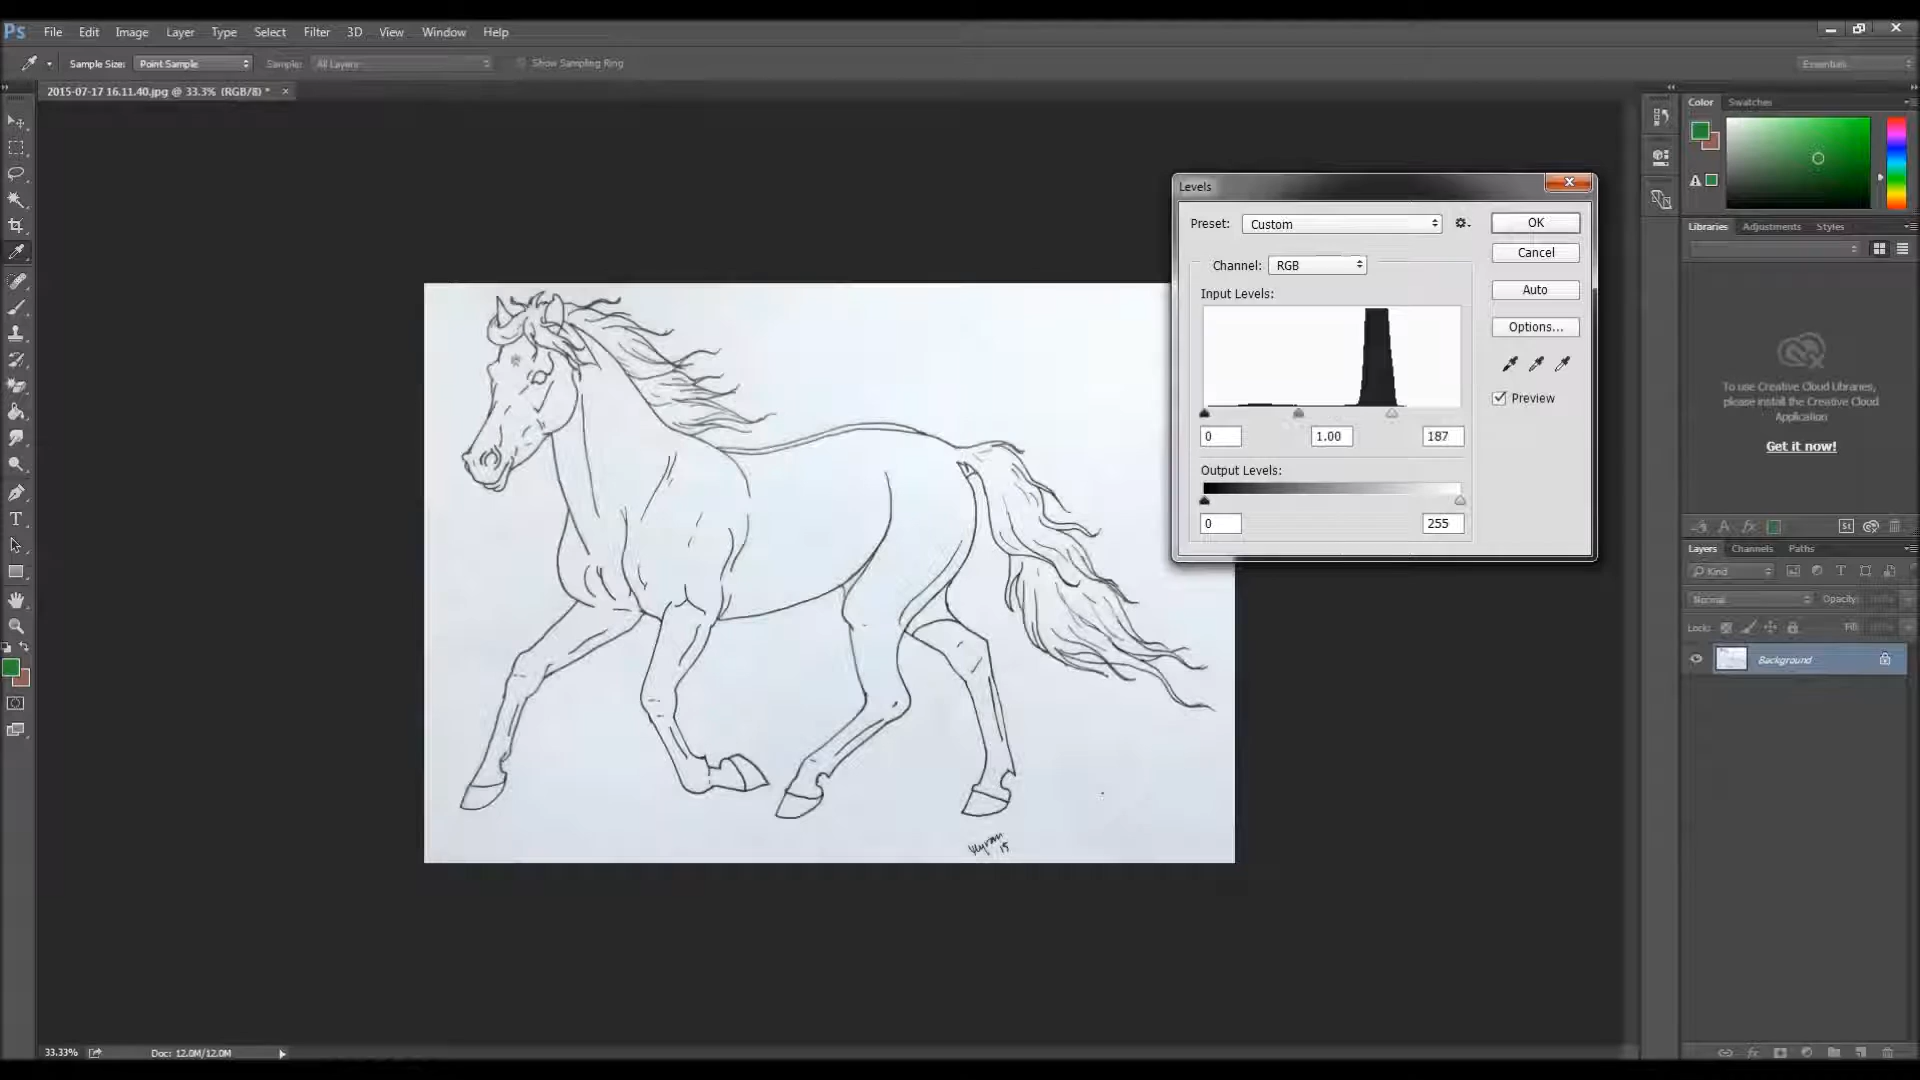 Ps File Edit Image Layer Type Select Filter 3D View Window Help
Sample Size: Point Sample Sample: All Layers Show Sampling Ring Essentials
2015-07-17 16.11.40.jpg @ 33.3% (RGB/8) * ×
Color Swatches
Levels
Preset: Custom OK
Cancel
Channel: RGB
Auto
Input Levels:
Options...
Preview
0 1.00 187
Output Levels:
0 255
Libraries Adjustments Styles
To use Creative Cloud Libraries,
please install the Creative Cloud
Application
Get it now!
St
Layers Channels Paths
Kind
Normal Opacity:
Lock: Fill:
Background
15
33.33% Doc: 12.0M/12.0M